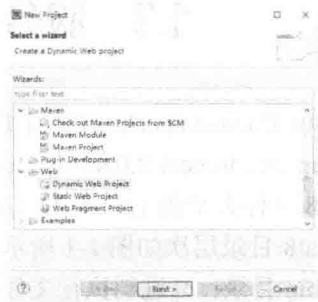 New Project
Select a wizard
Create a Dynamic Web project
Wizards:
type filter text
Maven
Check out Maven Projects from SCM
Maven Module
Maven Project
Plug-in Development
Web
Dynamic Web Project
Static Web Project
Web Fragment Project
Examples
Next >
Cancel